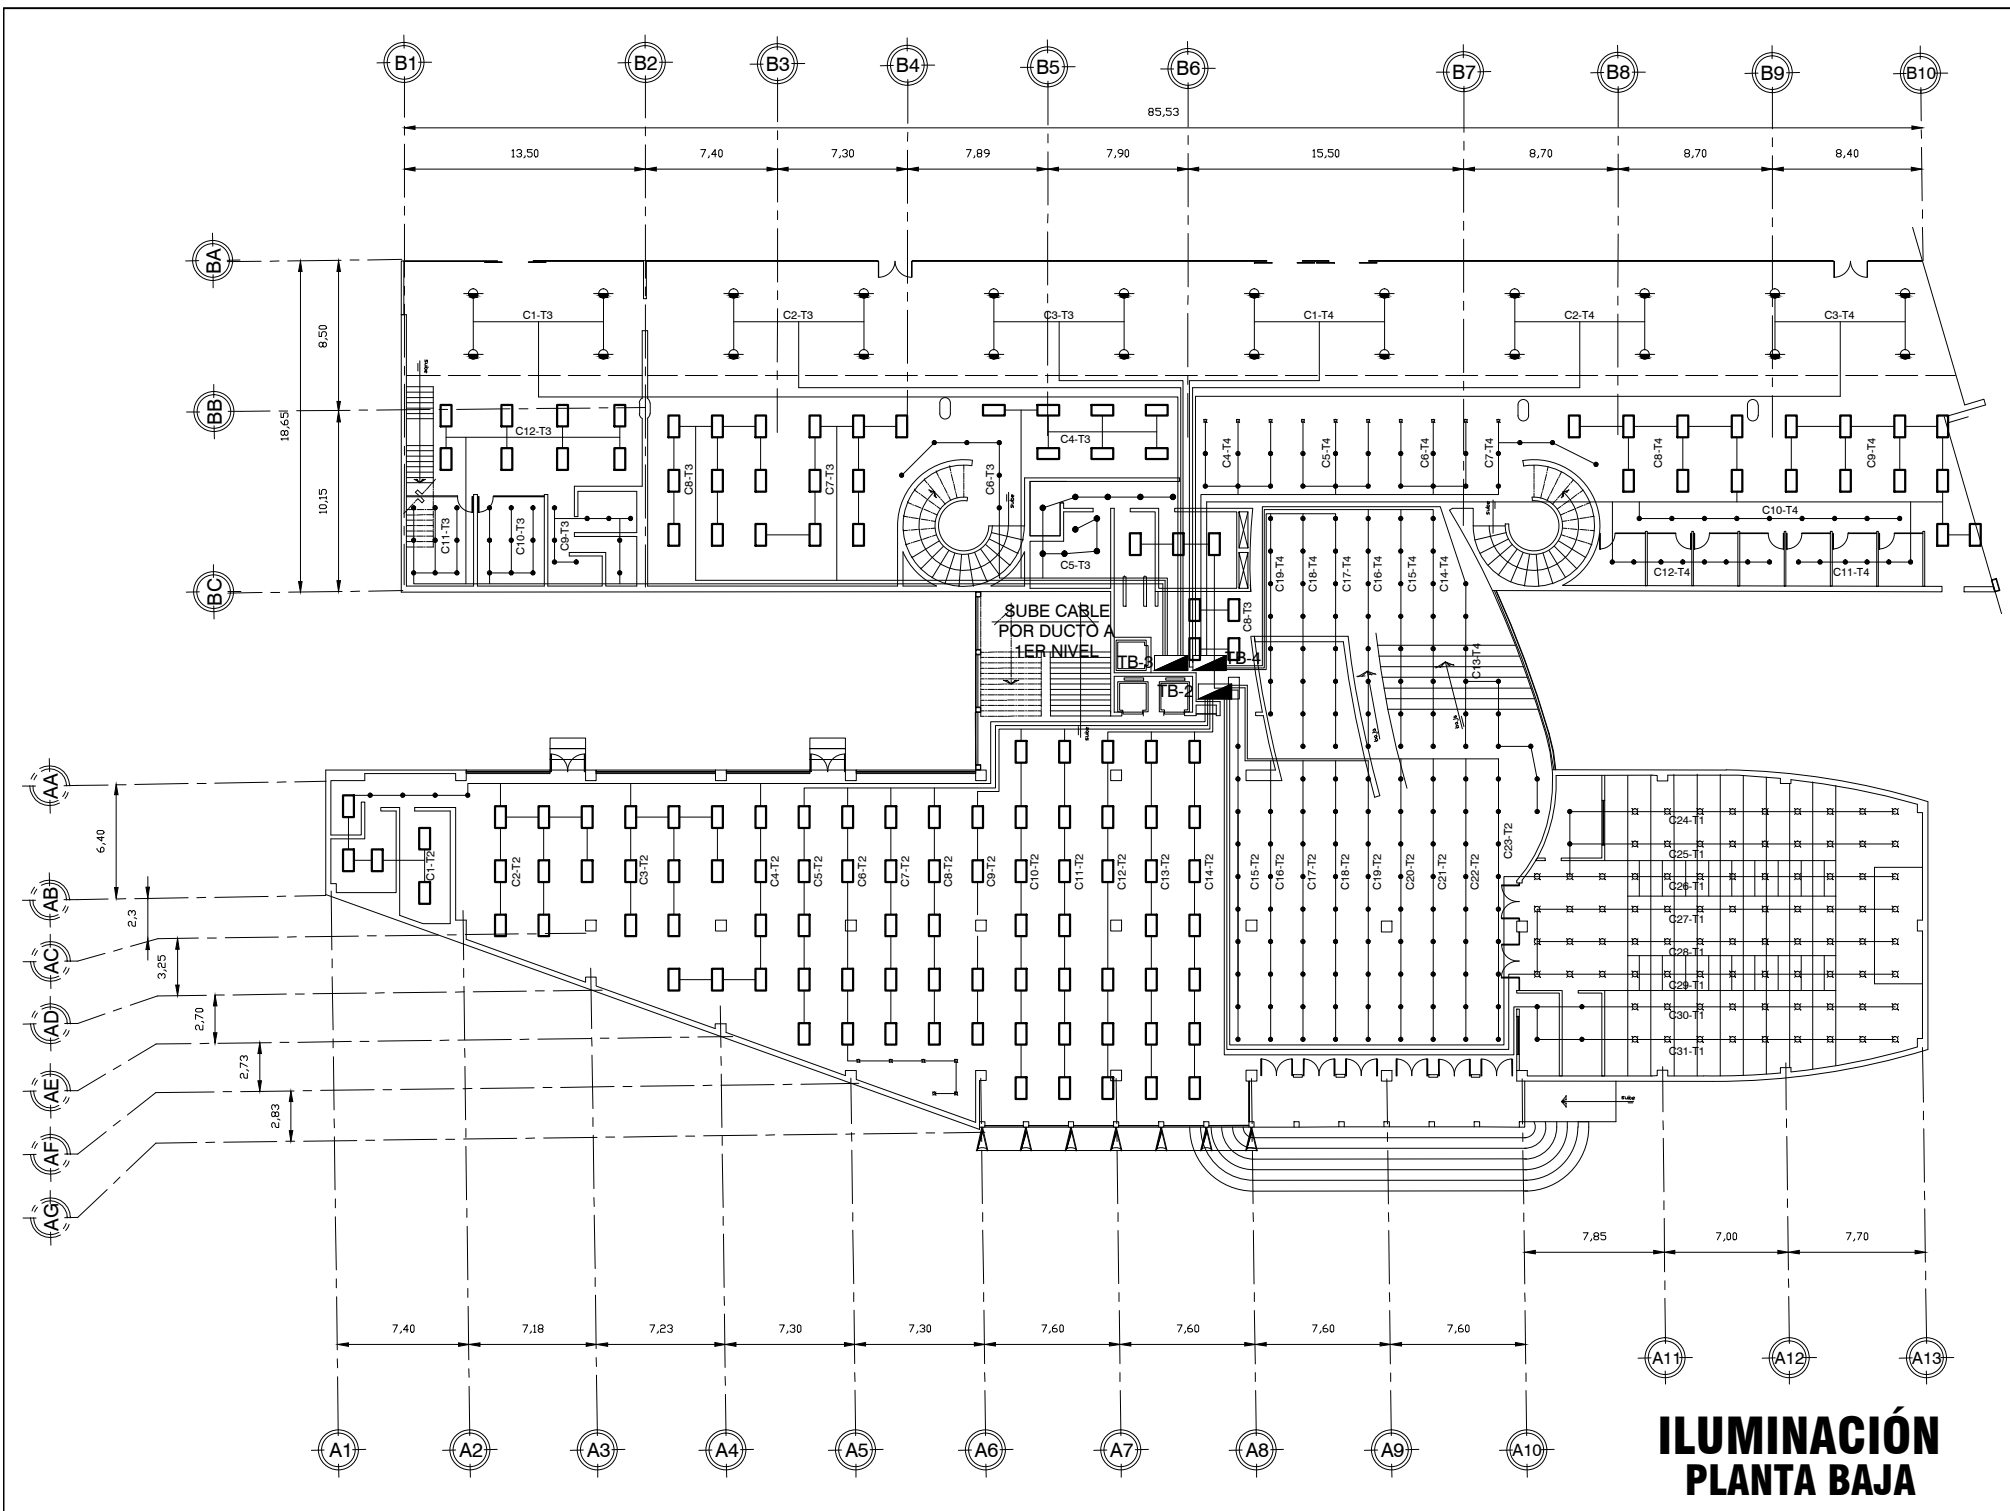 B1
B2
B3
B4
B5
B6
B7
B8
B9
B10
85,53
13,50
7,40
7,30
7,89
7,90
15,50
8,70
8,70
8,40
BA
BB
BC
8,50
18,65
10,15
C1-T3
C2-T3
C3-T3
C1-T4
C2-T4
C3-T4
sube
C12-T3
C4-T3
C8-T3
C7-T3
C6-T3
sube
C4-T4
C5-T4
C6-T4
C7-T4
sube
C8-T4
C9-T4
C10-T4
C11-T3
C10-T3
C9-T3
C5-T3
C19-T4
C18-T4
C17-T4
C16-T4
C15-T4
C14-T4
C12-T4
C11-T4
SUBE CABLE
POR DUCTO A
1ER NIVEL
C8-T3
TB-3
TB-4
TB-2
C13-T4
sube
AA
AB
AC
AD
AE
AF
AG
6,40
2,3
3,25
2,70
2,73
2,83
C1-T2
C2-T2
C3-T2
C4-T2
C5-T2
C6-T2
C7-T2
C8-T2
C9-T2
C10-T2
C11-T2
C12-T2
C13-T2
C14-T2
C15-T2
C16-T2
C17-T2
C18-T2
C19-T2
C20-T2
C21-T2
C22-T2
C23-T2
C24-T1
C25-T1
C26-T1
C27-T1
C28-T1
C29-T1
C30-T1
C31-T1
sube
7,85
7,00
7,70
7,40
7,18
7,23
7,30
7,30
7,60
7,60
7,60
7,60
A11
A12
A13
A1
A2
A3
A4
A5
A6
A7
A8
A9
A10
ILUMINACIÓN
PLANTA BAJA